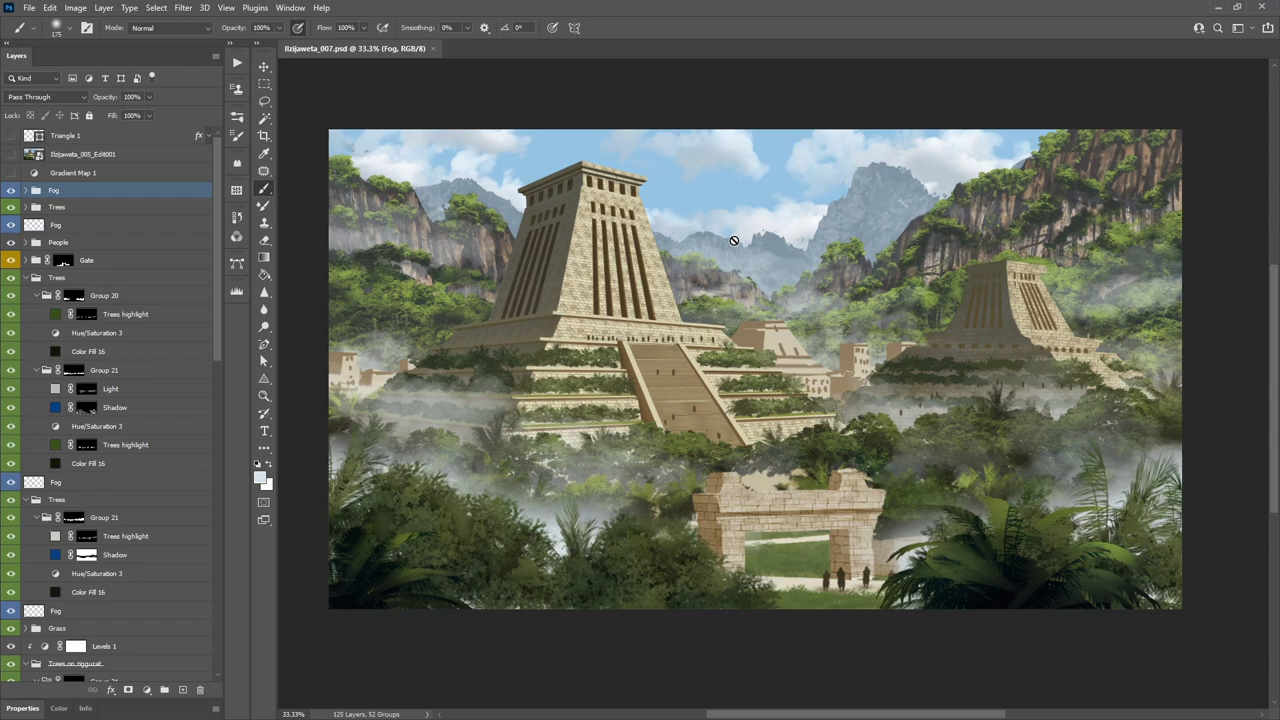 File Edit Image Layer Type Select Filter 3D View Plugins Window Help
175 Mode: Normal Opacity: 100% Flow: 100% Smoothing: 0% 0°
Ilzijaweta_007.psd @ 33.3% (Fog, RGB/8)
Layers
Kind
Pass Through Opacity: 100%
Lock: Fill: 100%
Triangle 1 fx
Ilzijaweta_005_Edit001
Gradient Map 1
Fog
Trees
Fog
People
Gate
Trees
Group 20
Trees highlight
Hue/Saturation 3
Color Fill 16
Group 21
Light
Shadow
Hue/Saturation 3
Trees highlight
Color Fill 16
Fog
Trees
Group 21
Trees highlight
Shadow
Hue/Saturation 3
Color Fill 16
Fog
Grass
Levels 1
Trees on ziggurat
Properties Color Info
33.33% 125 Layers, 52 Groups